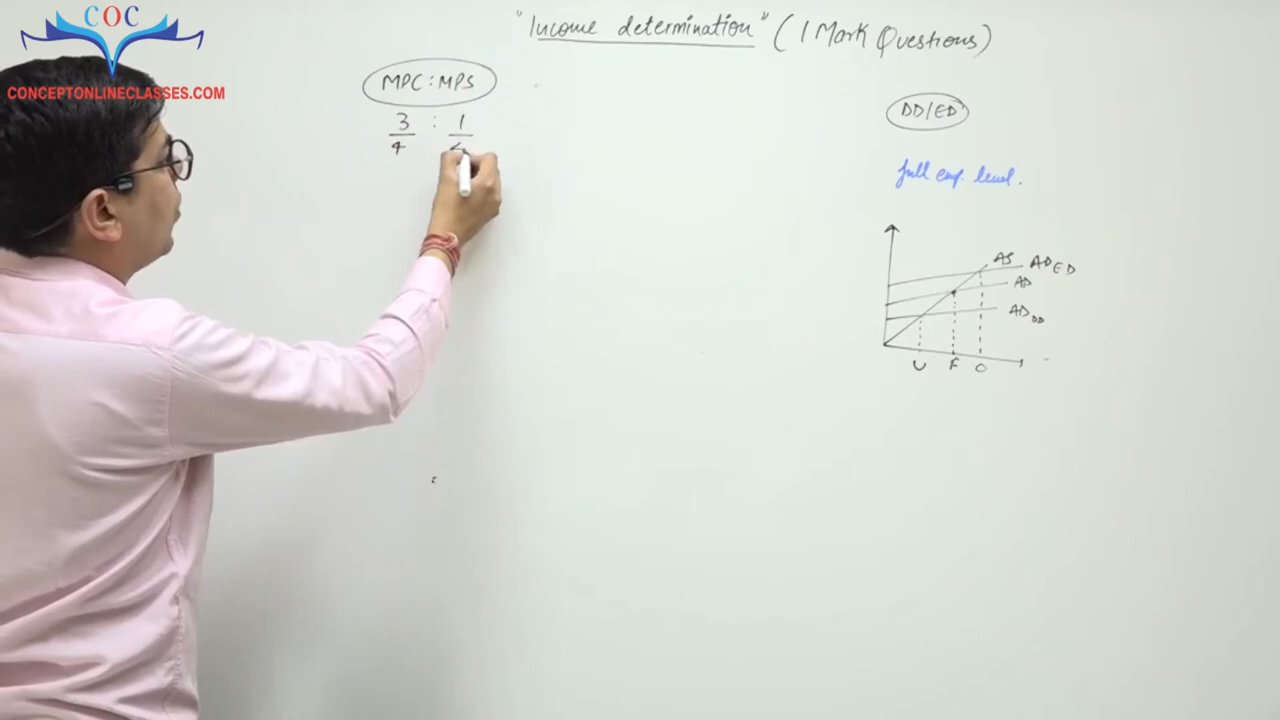 COC
CONCEPTONLINECLASSES.COM
"Income determination" (1 Mark Questions)
MPC : MPS
3 : 1
4 4
DD/ED
full emp. level.
AS AD ED
AD
AD DD
U F O